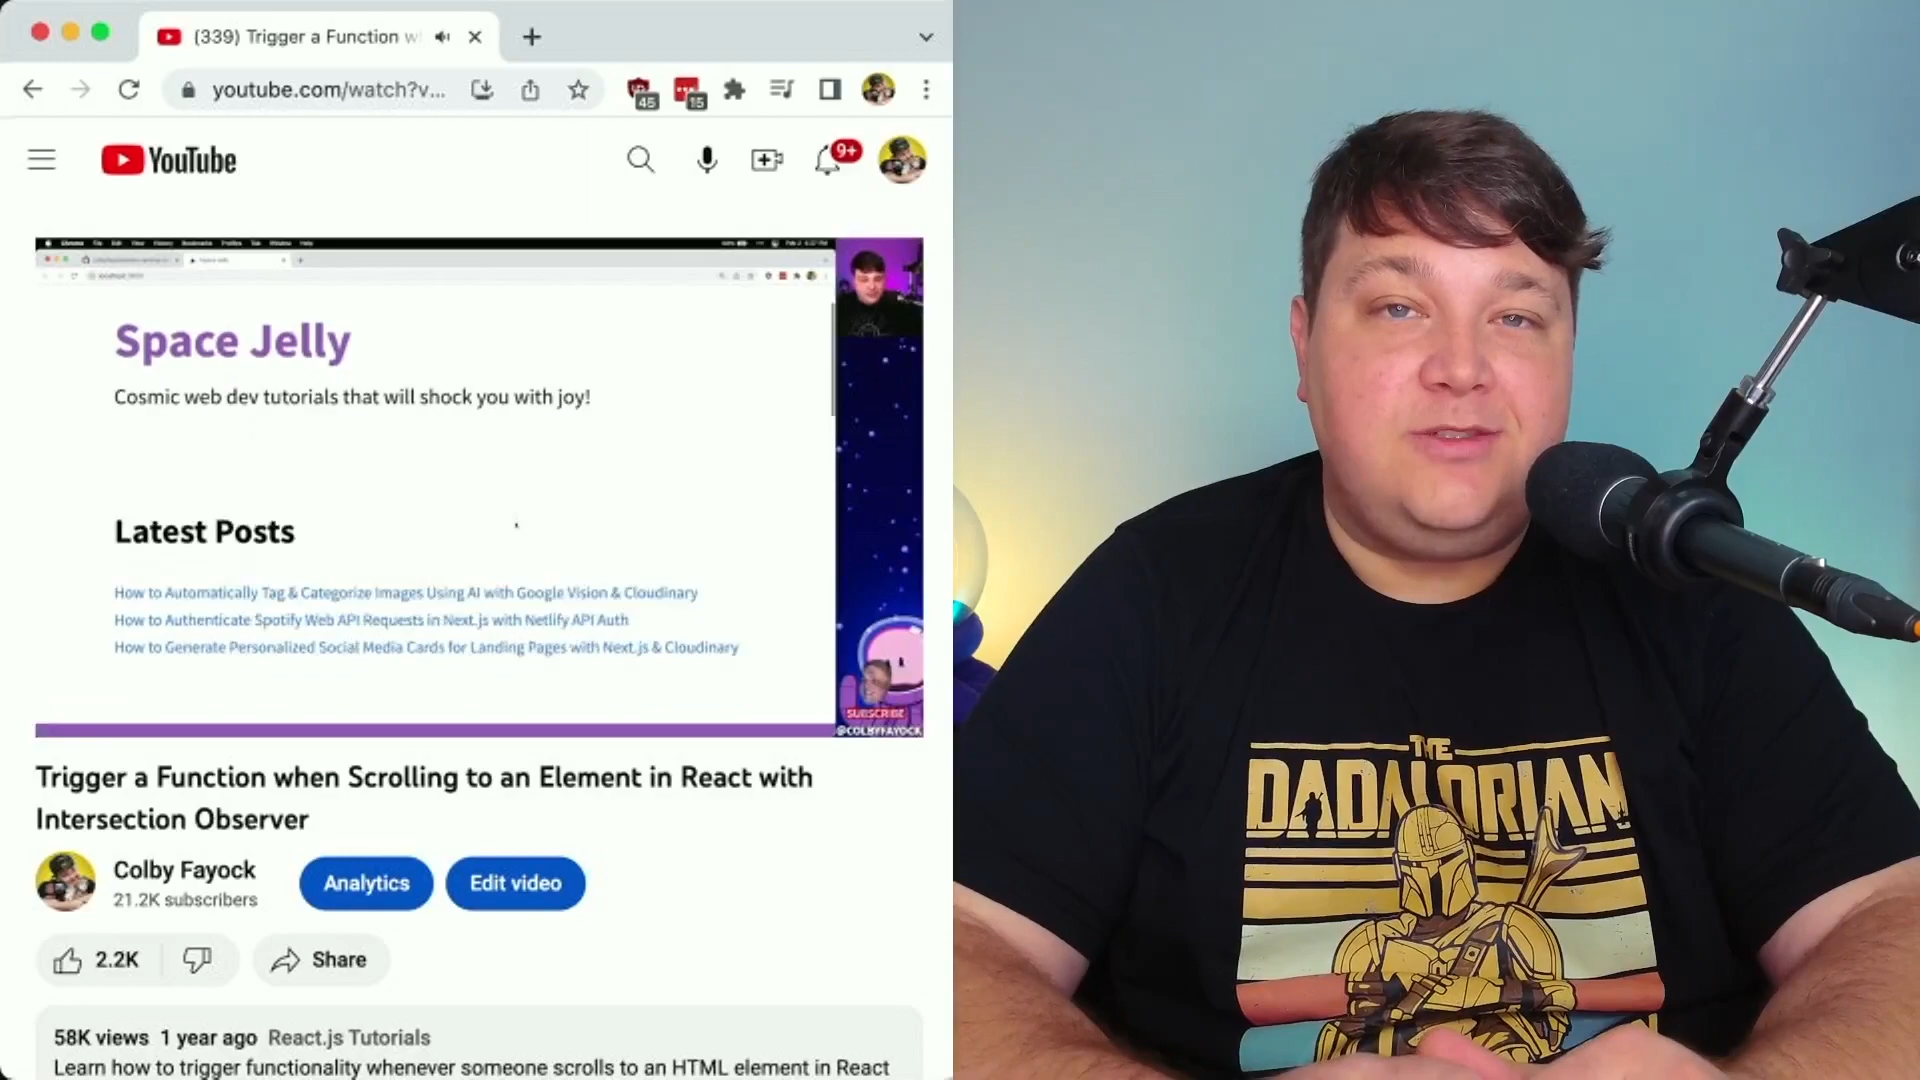 (339) Trigger a Function w
youtube.com/watch?v...
45
15
YouTube
9+
Space Jelly
Cosmic web dev tutorials that will shock you with joy!
Latest Posts
How to Automatically Tag & Categorize Images Using AI with Google Vision & Cloudinary
How to Authenticate Spotify Web API Requests in Next.js with Netlify API Auth
How to Generate Personalized Social Media Cards for Landing Pages with Next.js & Cloudinary
SUBSCRIBE
@COLBYFAYOCK
Trigger a Function when Scrolling to an Element in React with
Intersection Observer
Colby Fayock
21.2K subscribers
Analytics
Edit video
2.2K
Share
58K views 1 year ago React.js Tutorials
Learn how to trigger functionality whenever someone scrolls to an HTML element in React
THE
DADALORIAN